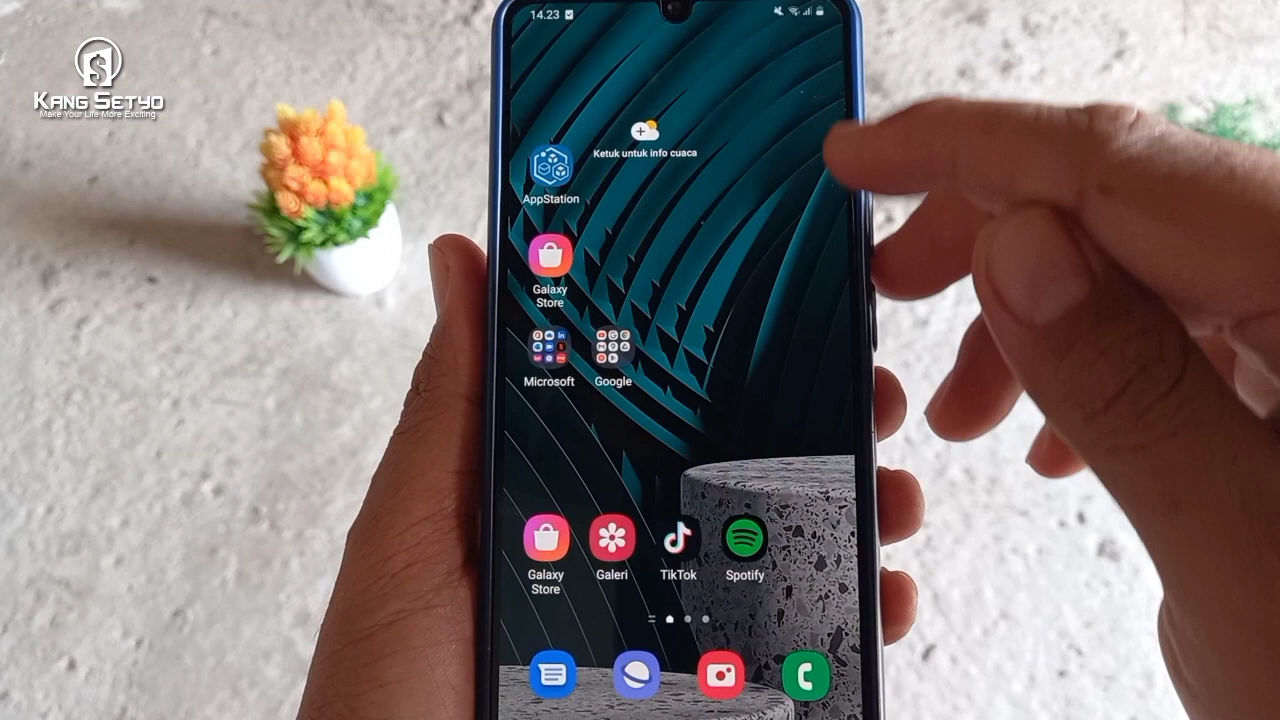 KANG SETYO
Make Your Life More Exciting
14.23
Ketuk untuk info cuaca
AppStation
Galaxy
Store
Microsoft
Google
Galaxy
Store
Galeri
TikTok
Spotify